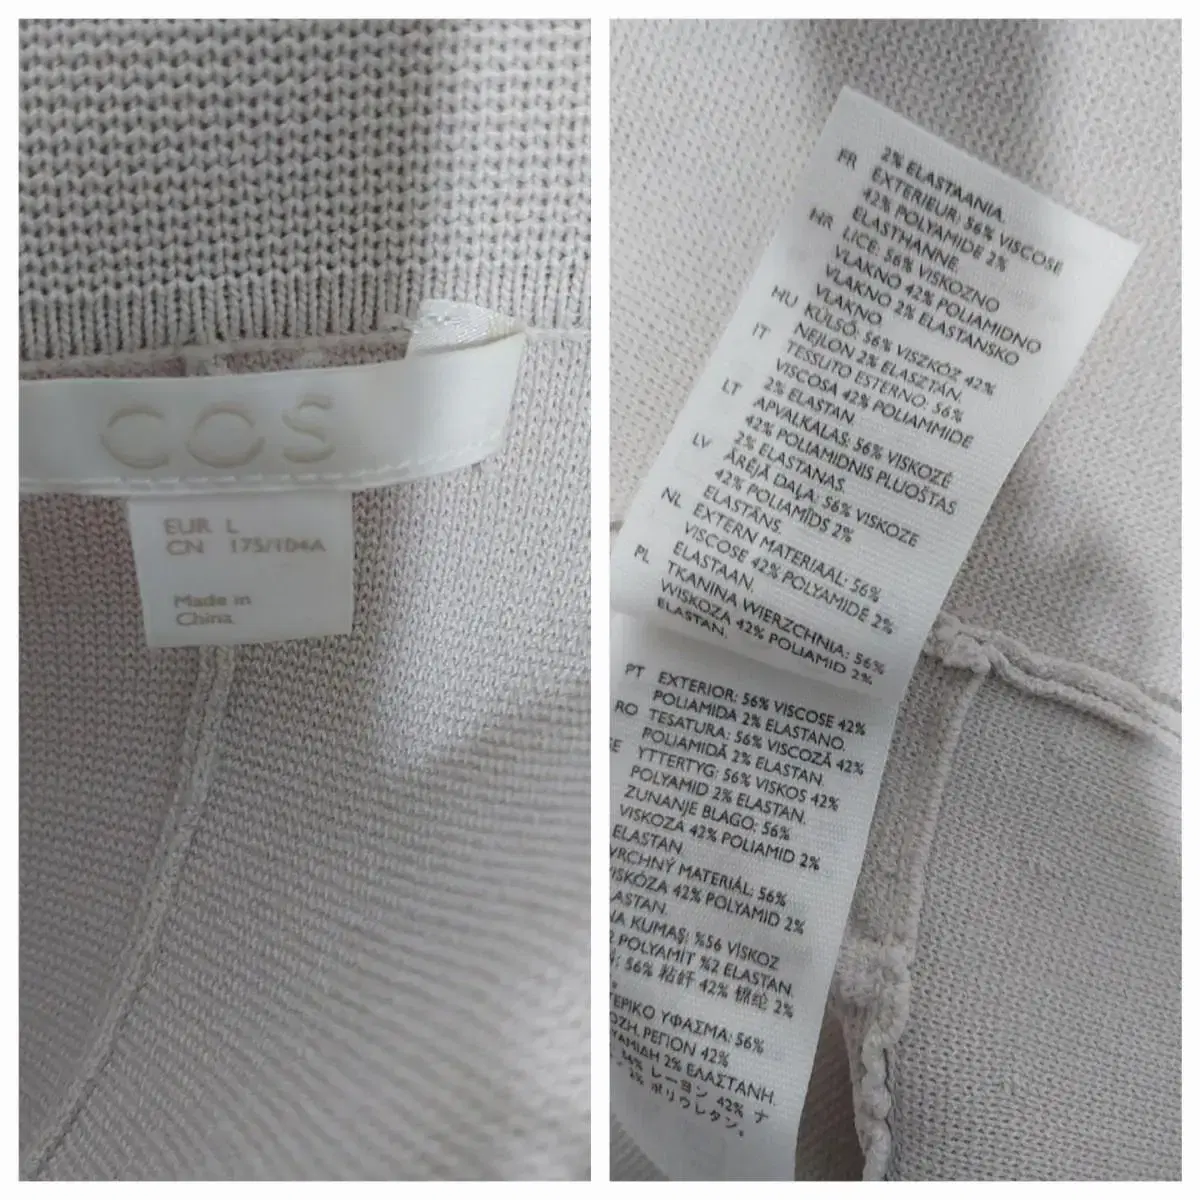 COS
EUR L
CN 175/104A
Made in
China
2% ELASTAANIA.
FR EXTERIEUR: 56% VISCOSE
42% POLYAMIDE 2%
ELASTHANNE.
HR LICE: 56% VISKOZNO
VLAKNO 42% POLIAMIDNO
VLAKNO 2% ELASTANSKO
VLAKNO.
HU KÜLSŐ: 56% VISZKÓZ 42%
NEJLON 2% ELASZTÁN.
IT TESSUTO ESTERNO: 56%
VISCOSA 42% POLIAMMIDE
2% ELASTAN.
LT APVALKALAS: 56% VISKOZĖ
42% POLIAMIDNIS PLUOŠTAS
2% ELASTANAS.
LV ĀRĒJĀ DAĻA: 56% VISKOZE
42% POLIAMĪDS 2%
ELASTĀNS.
NL EXTERN MATERIAAL: 56%
VISCOSE 42% POLYAMIDE 2%
ELASTAAN.
PL TKANINA WIERZCHNIA: 56%
WISKOZA 42% POLIAMID 2%
ELASTAN.
PT EXTERIOR: 56% VISCOSE 42%
POLIAMIDA 2% ELASTANO.
RO TESATURA: 56% VISCOZĂ 42%
POLIAMIDĂ 2% ELASTAN.
YTTERTYG: 56% VISKOS 42%
POLYAMID 2% ELASTAN.
ZUNANJE BLAGO: 56%
VISKOZA 42% POLIAMID 2%
ELASTAN
VRCHNÝ MATERIÁL: 56%
VISKÓZA 42% POLYAMID 2%
KUMAŞ: %56 VİSKOZ
POLYAMİT %2 ELASTAN.
56% 粘纤 42% 锦纶 2%
ΥΦΑΣΜΑ: 56%
ΡΕΓΙΟΝ 42%
2% ΕΛΑΣΤΑΝΗ.
56% レーヨン 42% ナ
ポリウレタン。